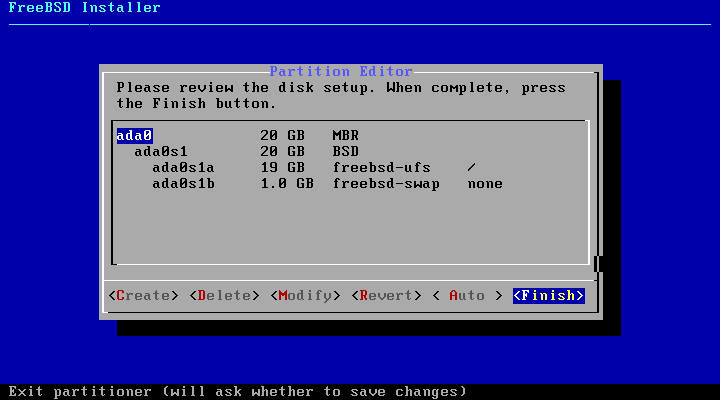 FreeBSD Installer
Partition Editor
Please review the disk setup. When complete, press
the Finish button.
ada0 20 GB MBR
ada0s1 20 GB BSD
ada0s1a 19 GB freebsd-ufs /
ada0s1b 1.0 GB freebsd-swap none
<Create> <Delete> <Modify> <Revert> < Auto > <Finish>
Exit partitioner (will ask whether to save changes)